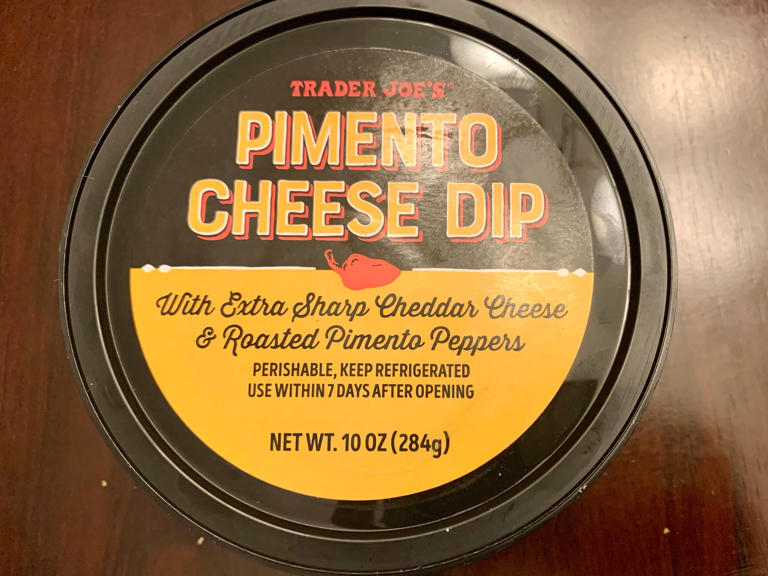 TRADER JOE'S
PIMENTO
CHEESE DIP
With Extra Sharp Cheddar Cheese
& Roasted Pimento Peppers
PERISHABLE, KEEP REFRIGERATED
USE WITHIN 7 DAYS AFTER OPENING
NET WT. 10 OZ (284g)